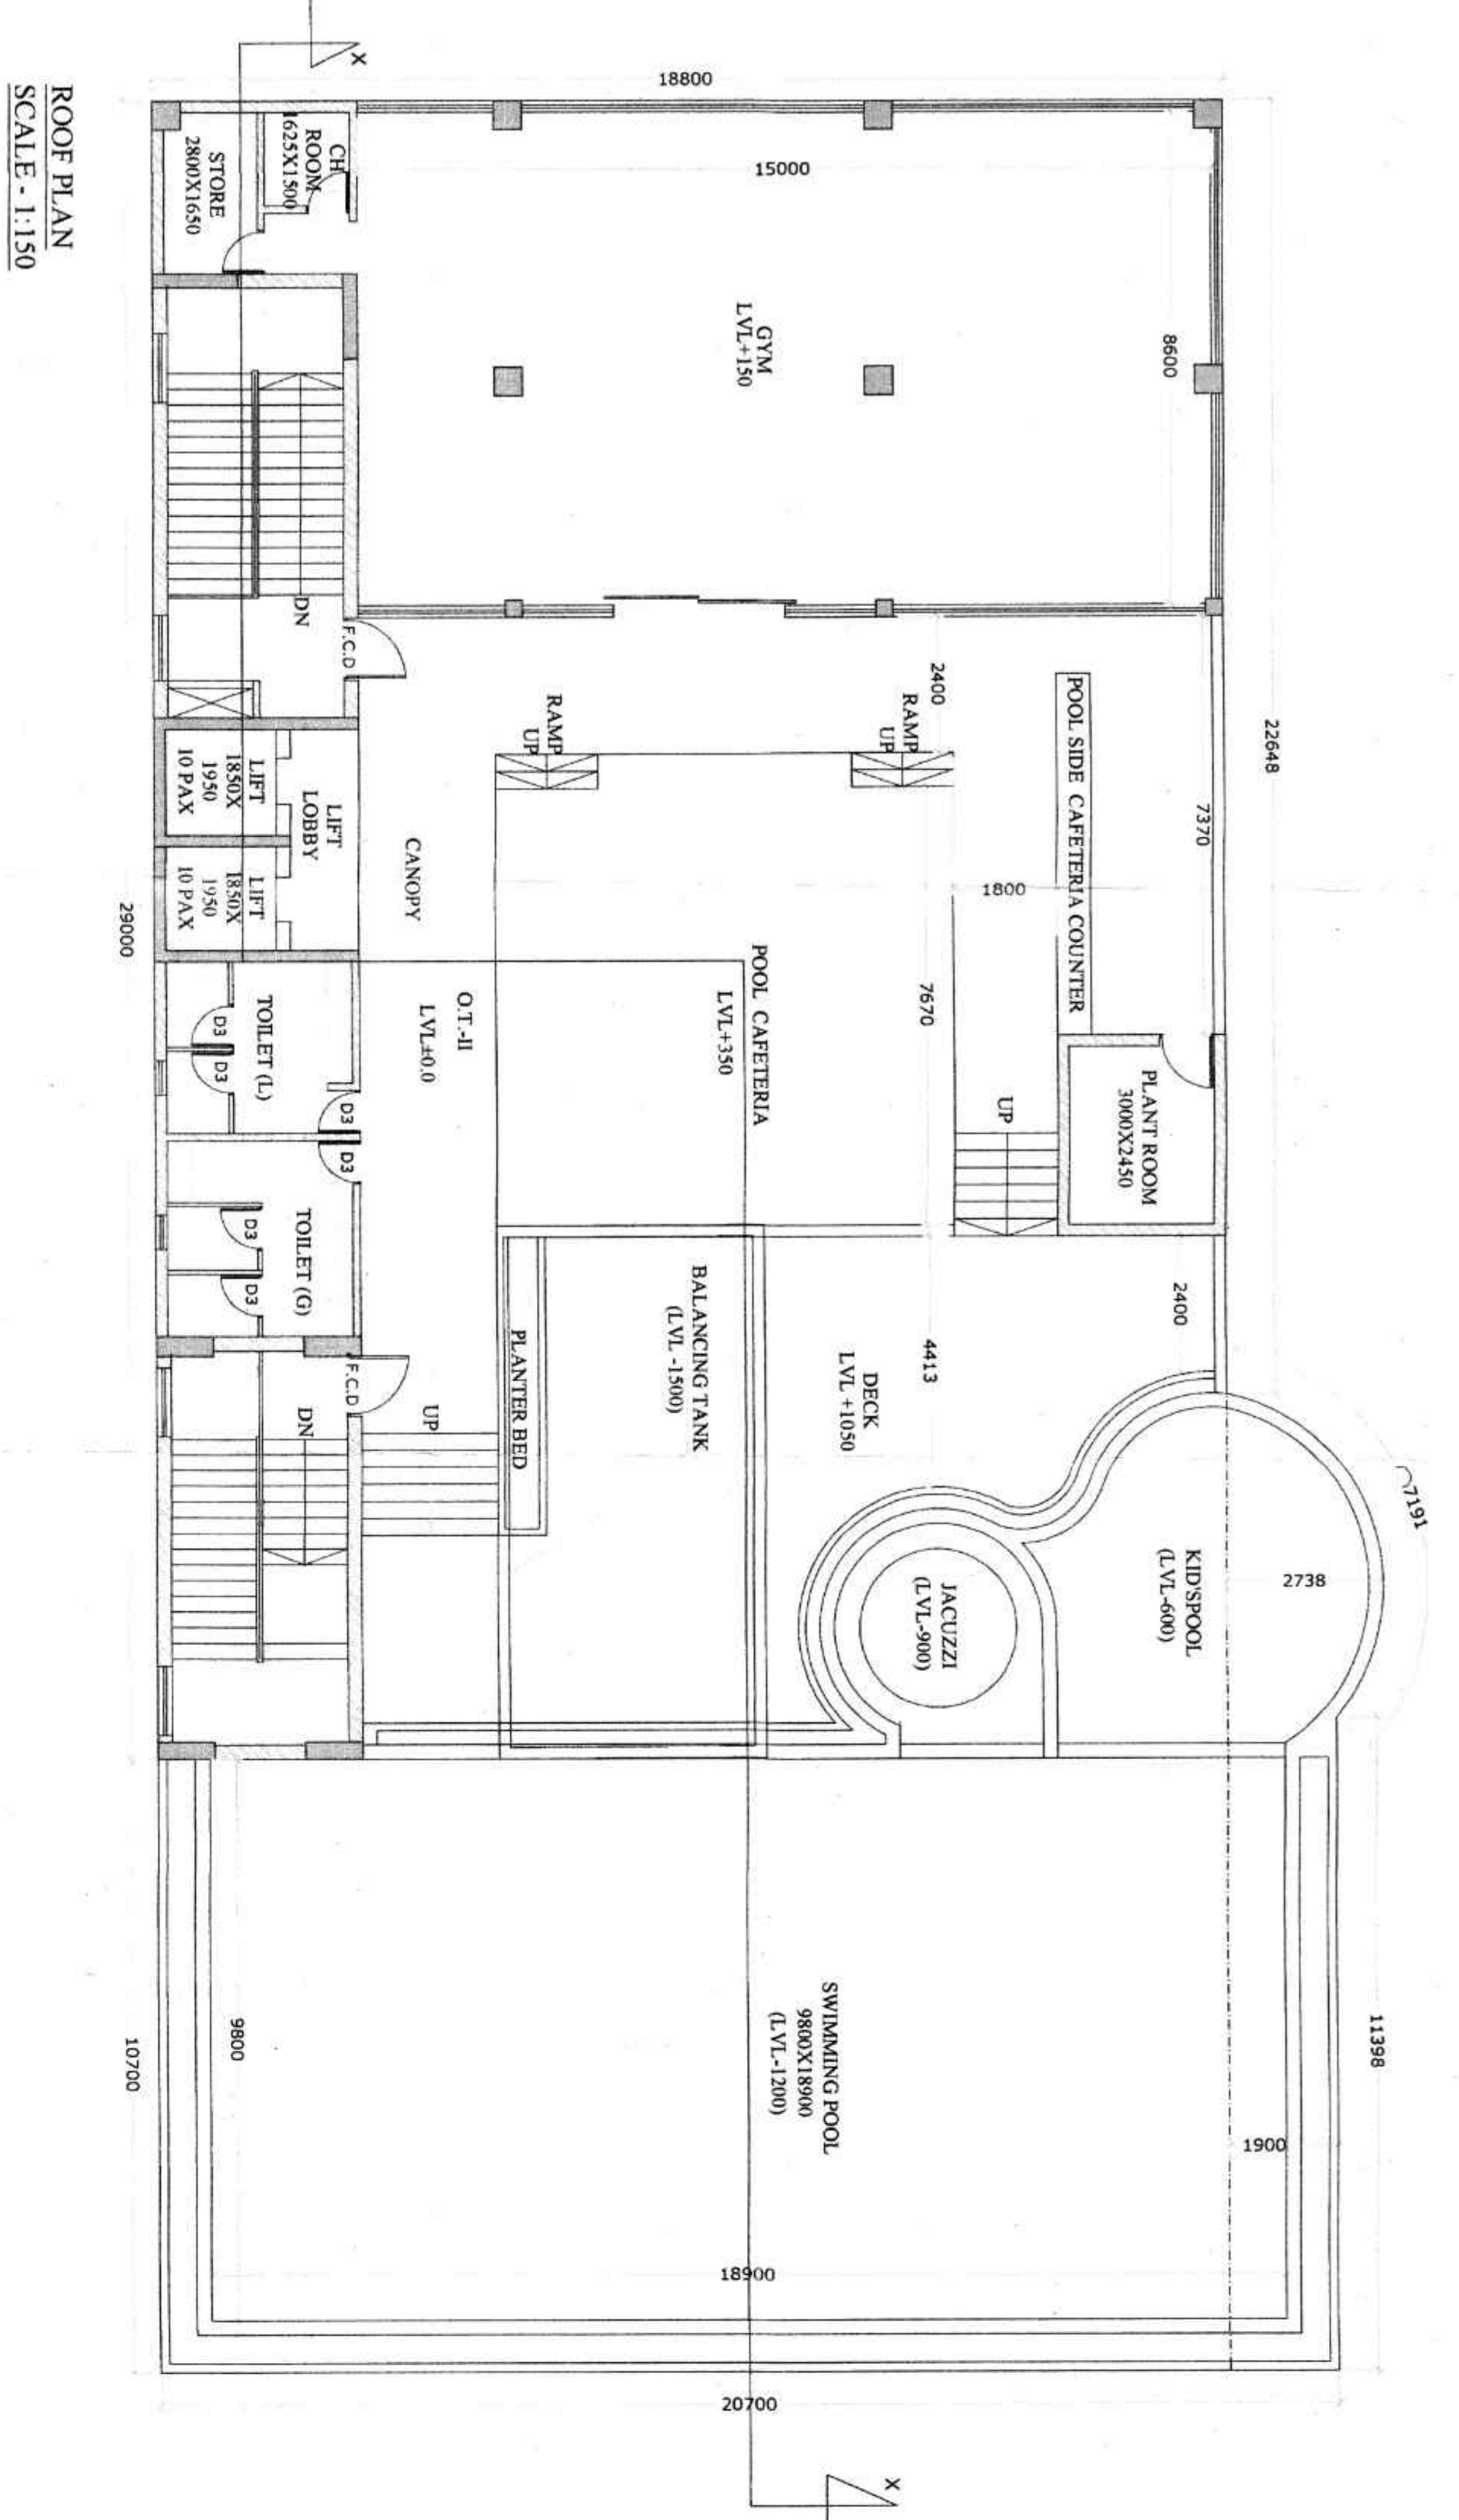 X
18800
15000
CH
ROOM
1625X1500
STORE
2800X1650
GYM
LVL+150
8600
22648
DN
F.C.D
2400
RAMP
UP
RAMP
UP
POOL SIDE CAFETERIA COUNTER
7370
1800
LIFT
1850X
1950
10 PAX
LIFT
LOBBY
LIFT
1850X
1950
10 PAX
CANOPY
29000
POOL CAFETERIA
LVL+350
7670
O.T.-II
LVL±0.0
TOILET (L)
D3
D3
D3
D3
UP
PLANT ROOM
3000X2450
TOILET (G)
D3
D3
2400
BALANCING TANK
(LVL -1500)
PLANTER BED
4413
DECK
LVL +1050
F.C.D
DN
UP
7191
KID'SPOOL
(LVL-600)
2738
JACUZZI
(LVL-900)
11398
SWIMMING POOL
9800X18900
(LVL-1200)
9800
10700
1900
18900
20700
X
ROOF PLAN
SCALE - 1:150